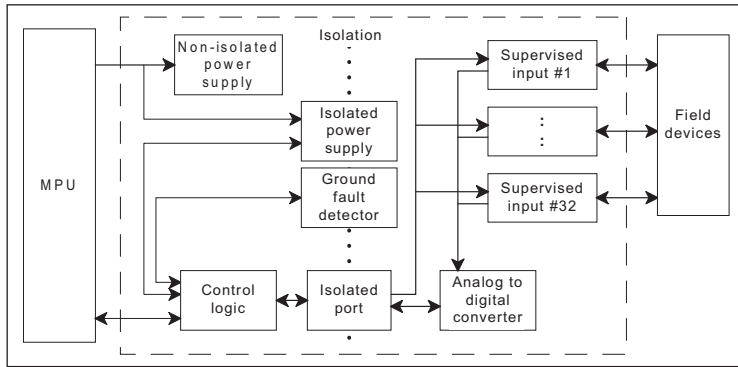 MPU
Non-isolated
power
supply
Isolation
Isolated
power
supply
Ground
fault
detector
Control
logic
Isolated
port
Supervised
input #1
Supervised
input #32
Analog to
digital
converter
Field
devices